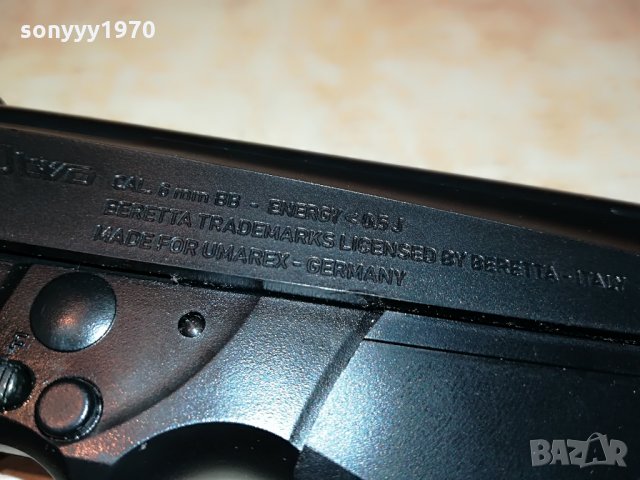 sonyyy1970
CAL. 6 mm BB - ENERGY < 0.5 J
BERETTA TRADEMARKS LICENSED BY BERETTA - ITALY
MADE FOR UMAREX - GERMANY
BAZAR